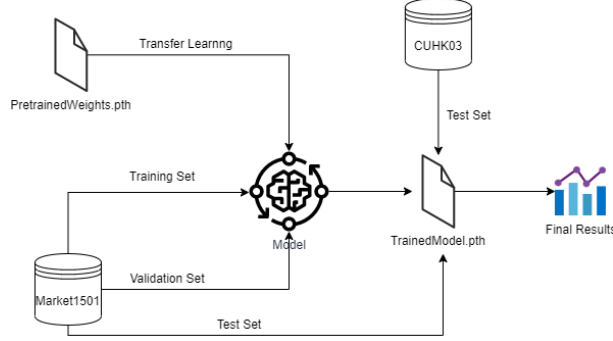 Transfer Learnng
CUHK03
PretrainedWeights.pth
Test Set
Training Set
Model
TrainedModel.pth
Final Results
Validation Set
Market1501
Test Set